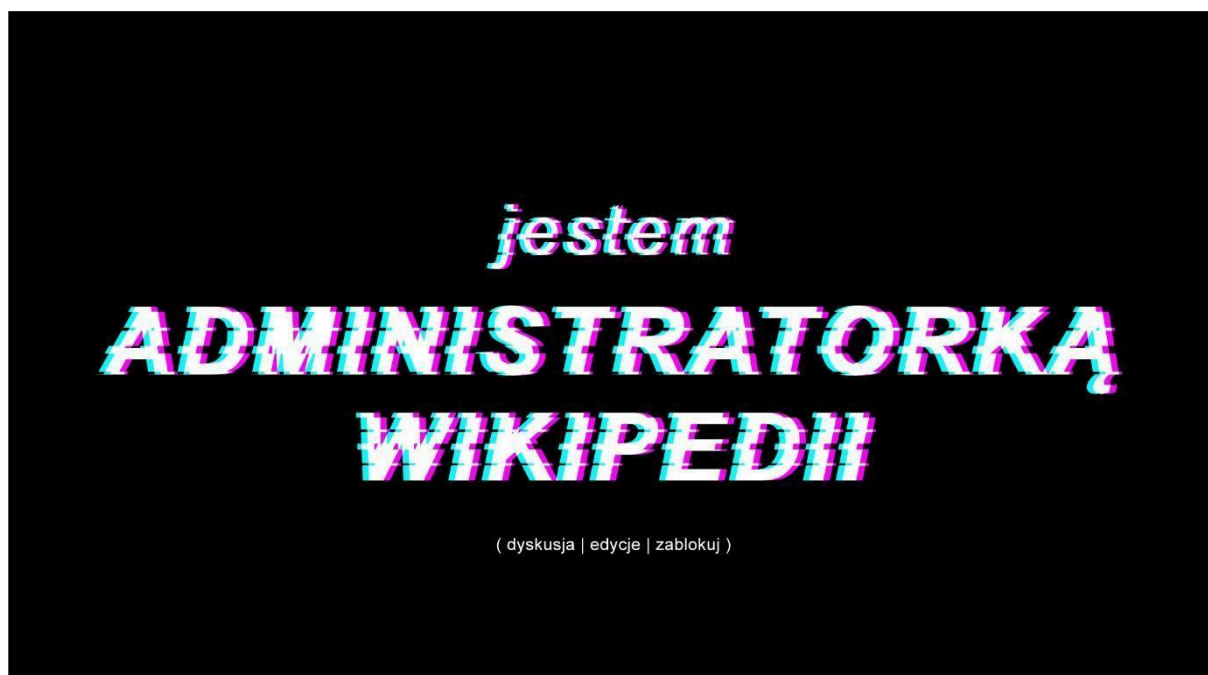 jestem
ADMINISTRATORKĄ
WIKIPEDII
( dyskusja | edycje | zablokuj )